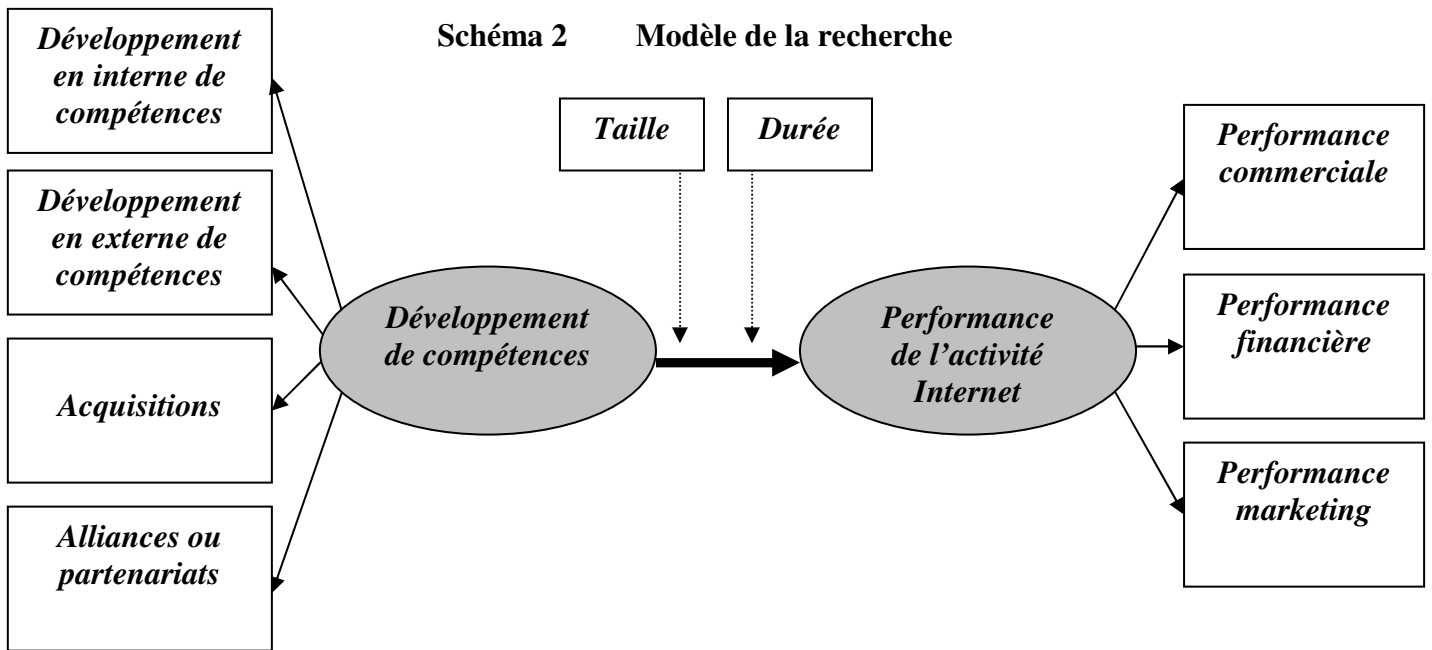 Schéma 2 Modèle de la recherche
Développement
en interne de
compétences
Développement
en externe de
compétences
Acquisitions
Alliances ou
partenariats
Taille
Durée
Développement
de compétences
Performance
de l’activité
Internet
Performance
commerciale
Performance
financière
Performance
marketing